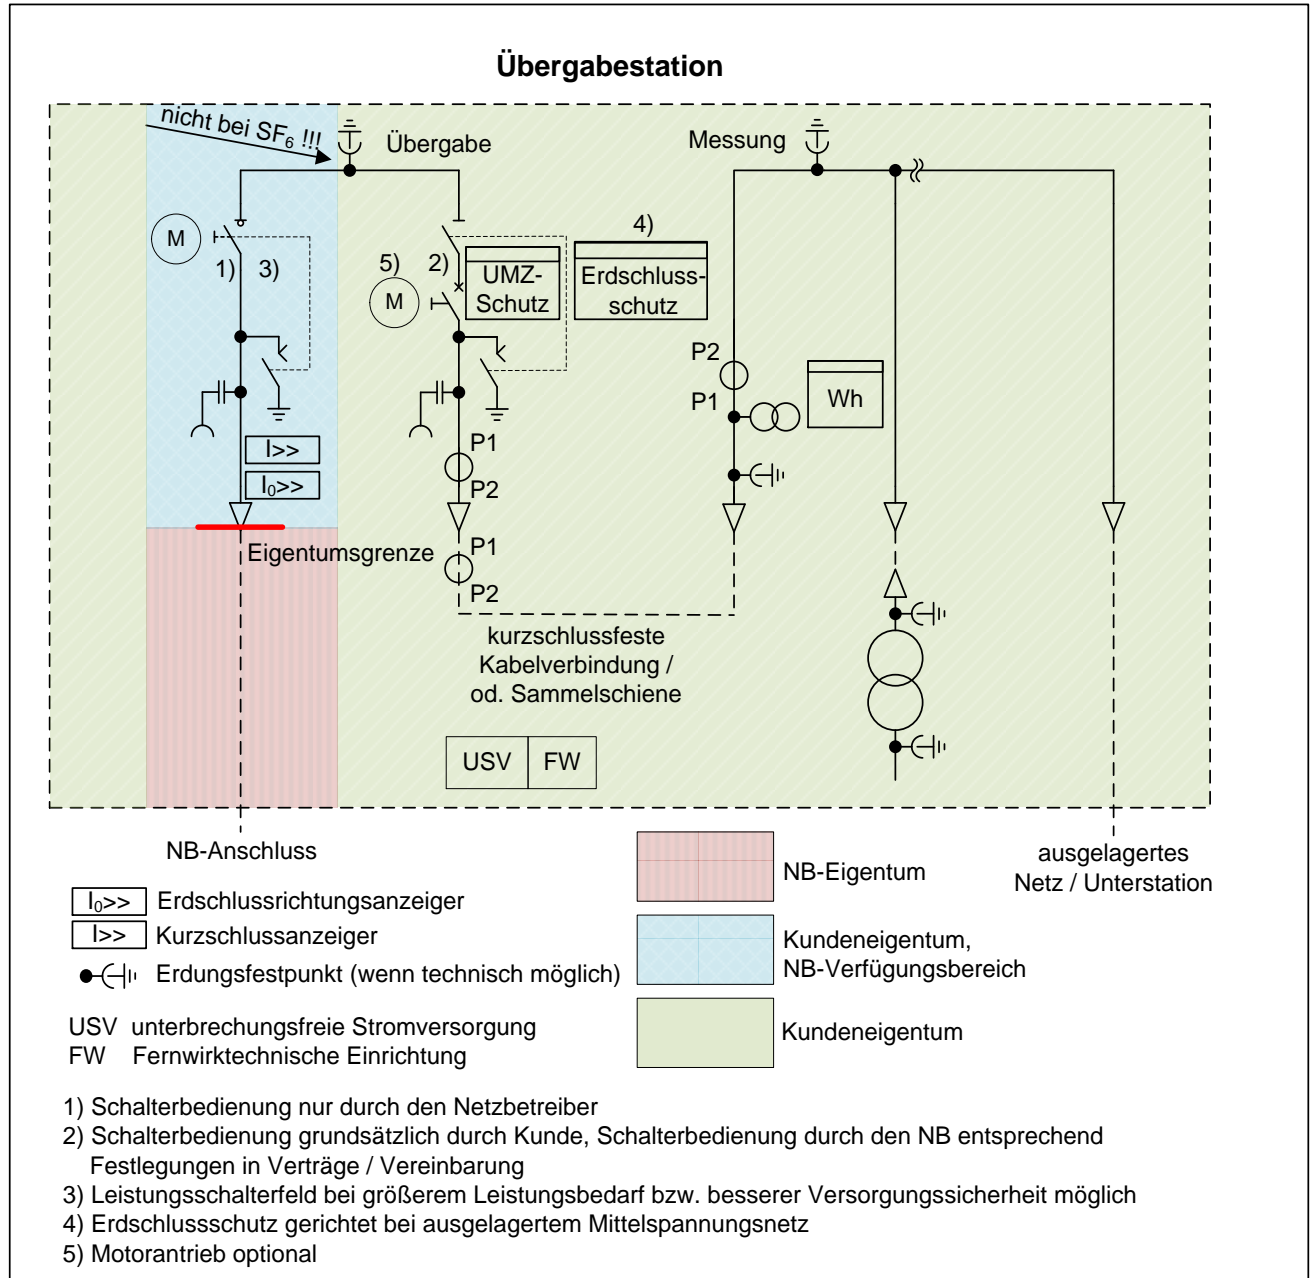 Übergabestation
nicht bei SF₆ !!!
Übergabe
Messung
M
1)
3)
5)
2)
M
UMZ-
Schutz
4)
Erdschluss-
schutz
P2
P1
Wh
I>>
I₀>>
P1
P2
Eigentumsgrenze
P1
P2
kurzschlussfeste
Kabelverbindung /
od. Sammelschiene
USV
FW
NB-Anschluss
ausgelagertes
Netz / Unterstation
I₀>> Erdschlussrichtungsanzeiger
I>> Kurzschlussanzeiger
Erdungsfestpunkt (wenn technisch möglich)
USV unterbrechungsfreie Stromversorgung
FW Fernwirktechnische Einrichtung
NB-Eigentum
Kundeneigentum,
NB-Verfügungsbereich
Kundeneigentum
1) Schalterbedienung nur durch den Netzbetreiber
2) Schalterbedienung grundsätzlich durch Kunde, Schalterbedienung durch den NB entsprechend
Festlegungen in Verträge / Vereinbarung
3) Leistungsschalterfeld bei größerem Leistungsbedarf bzw. besserer Versorgungssicherheit möglich
4) Erdschlussschutz gerichtet bei ausgelagertem Mittelspannungsnetz
5) Motorantrieb optional